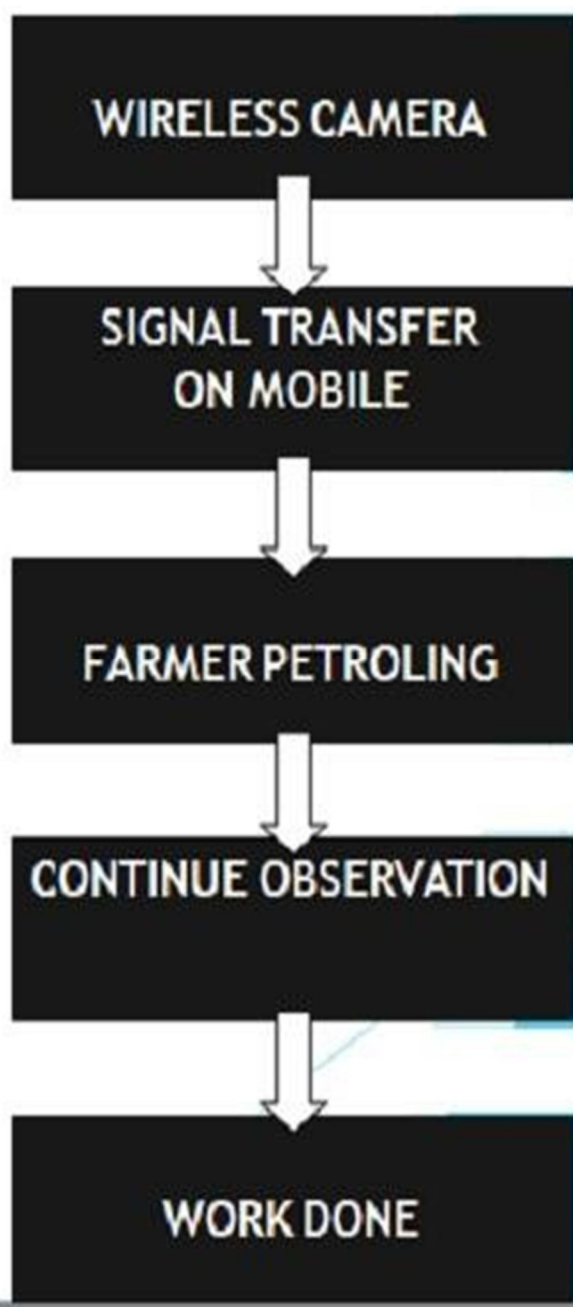 WIRELESS CAMERA
SIGNAL TRANSFER
ON MOBILE
FARMER PETROLING
CONTINUE OBSERVATION
WORK DONE